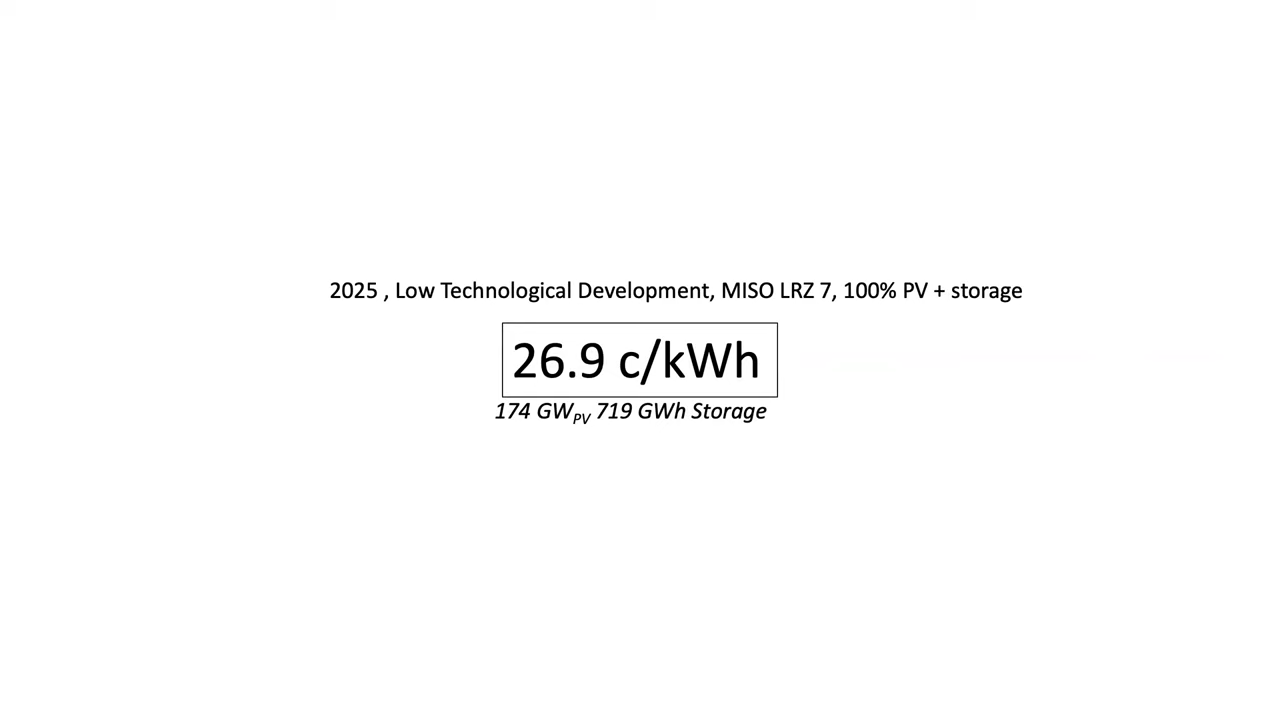 2025 , Low Technological Development, MISO LRZ 7, 100% PV + storage
26.9 c/kWh
174 GWPV 719 GWh Storage